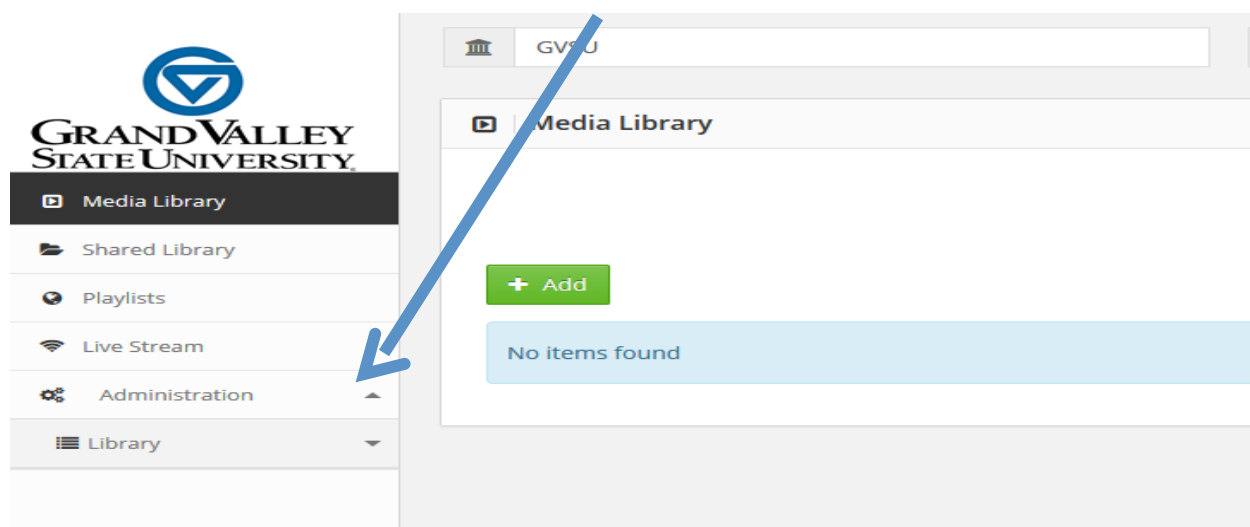 GRAND VALLEY
STATE UNIVERSITY.
Media Library
Shared Library
Playlists
Live Stream
Administration
Library
GVSU
Media Library
Add
No items found